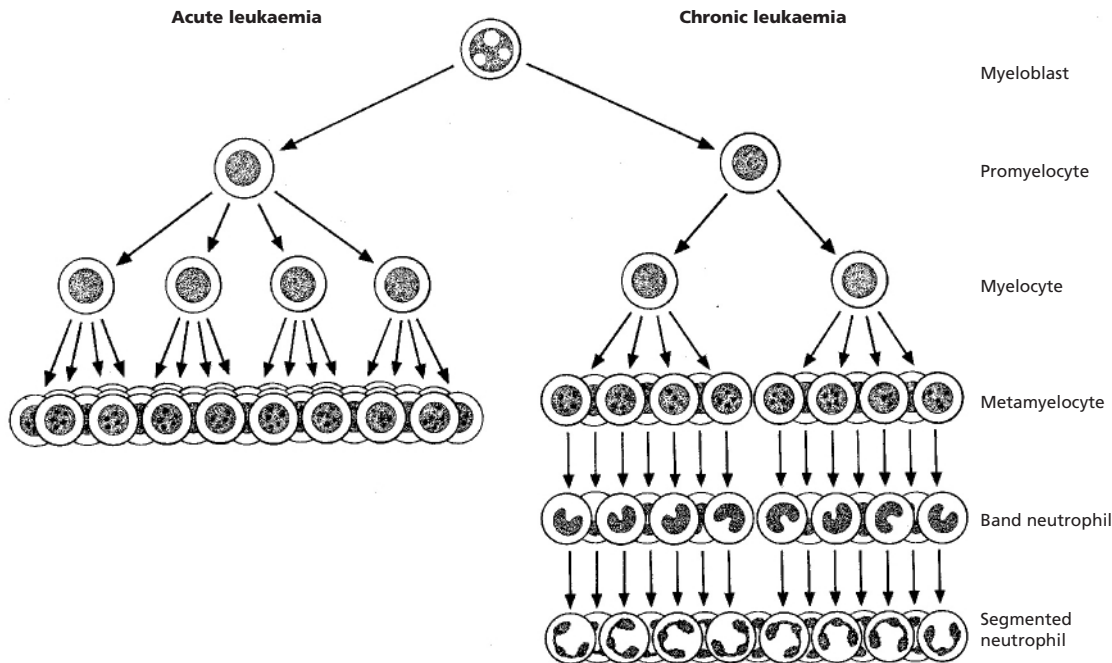 Acute leukaemia
Chronic leukaemia
Myeloblast
Promyelocyte
Myelocyte
Metamyelocyte
Band neutrophil
Segmented
neutrophil